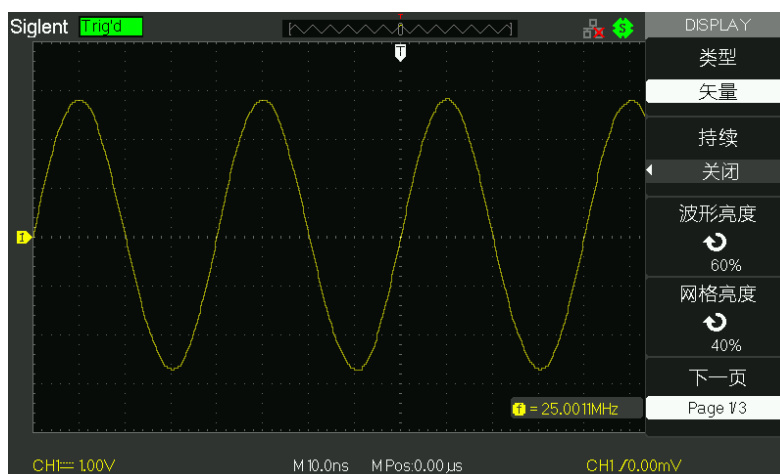 Siglent Trig'd
T
S
DISPLAY
类型
矢量
持续
关闭
波形亮度
60%
网格亮度
40%
下一页
Page 1/3
1
f = 25.0011MHz
CH1 1.00V M 10.0ns M Pos:0.00μs CH1 / 0.00mV